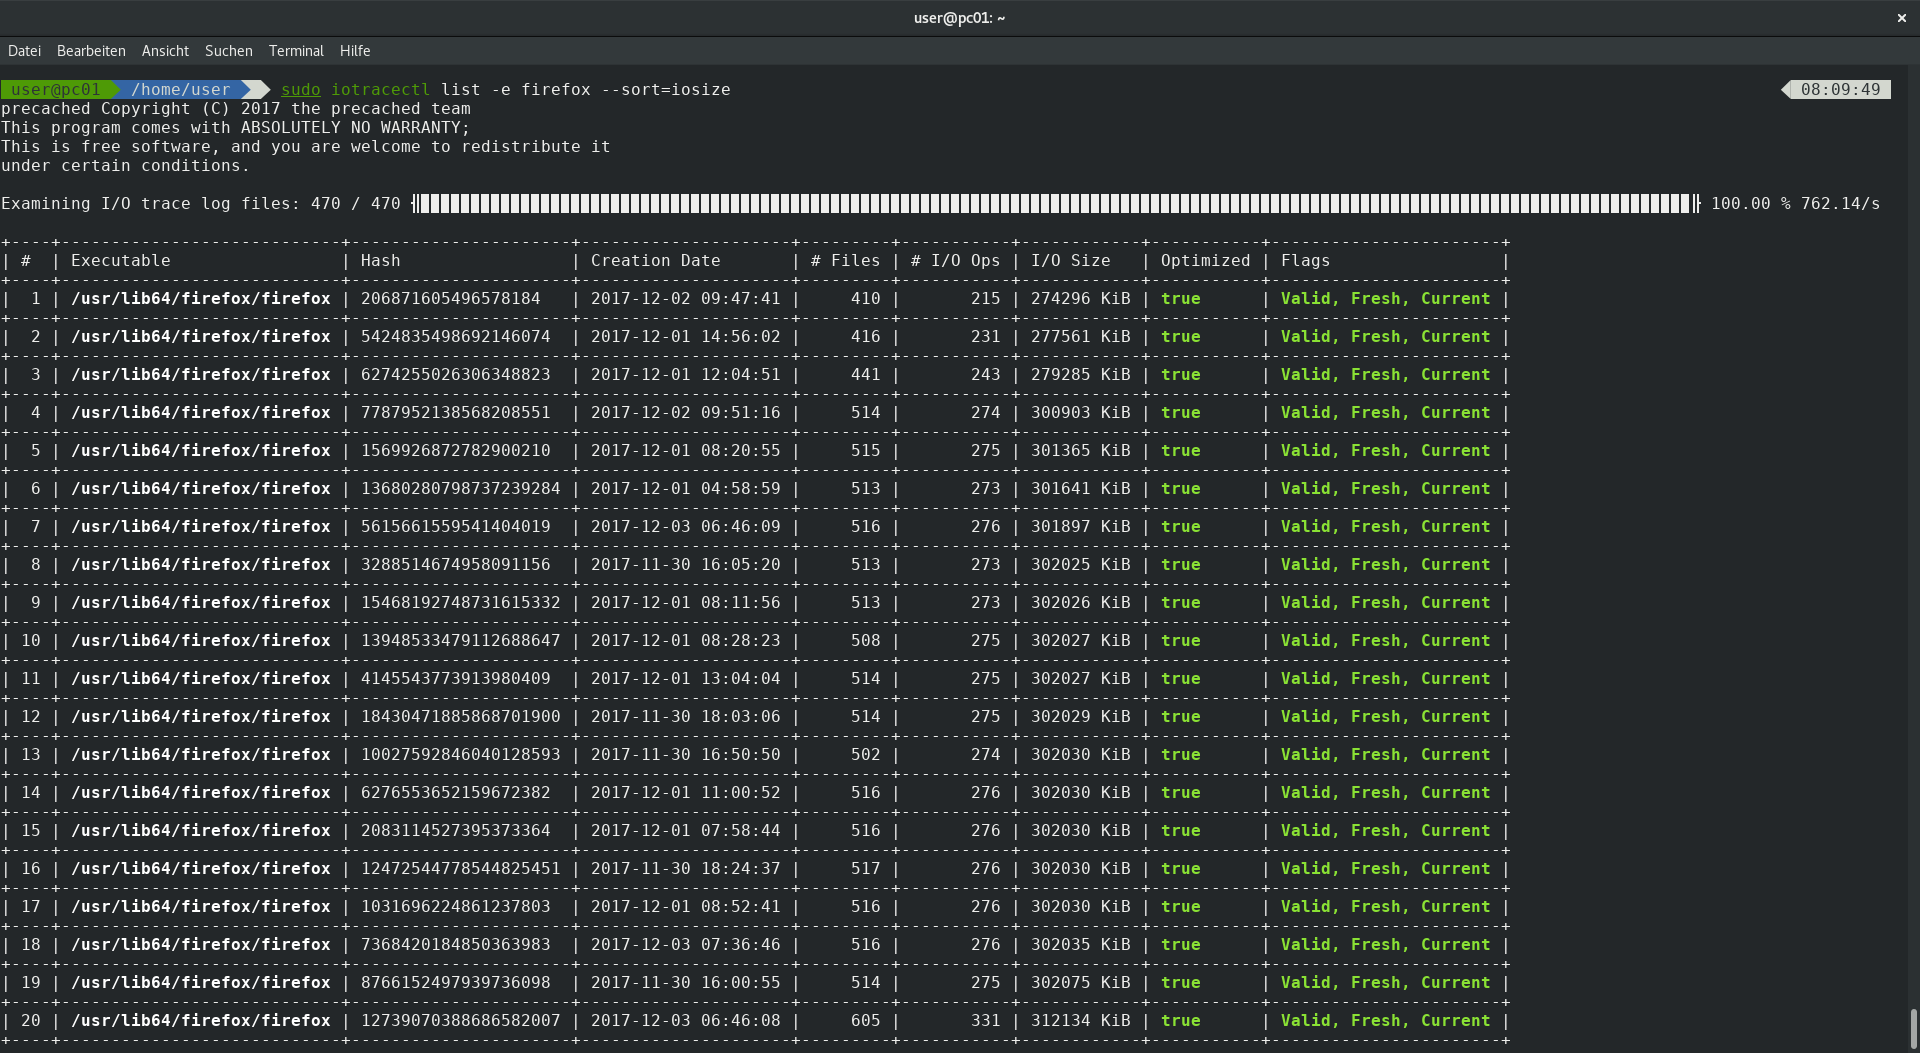 user@pc01: ~
Datei Bearbeiten Ansicht Suchen Terminal Hilfe
user@pc01 /home/user sudo iotracectl list -e firefox --sort=iosize 08:09:49
precached Copyright (C) 2017 the precached team
This program comes with ABSOLUTELY NO WARRANTY;
This is free software, and you are welcome to redistribute it
under certain conditions.
Examining I/O trace log files: 470 / 470 100.00 % 762.14/s
| # | Executable | Hash | Creation Date | # Files | # I/O Ops | I/O Size | Optimized | Flags |
| 1 | /usr/lib64/firefox/firefox | 206871605496578184 | 2017-12-02 09:47:41 | 410 | 215 | 274296 KiB | true | Valid, Fresh, Current |
| 2 | /usr/lib64/firefox/firefox | 5424835498692146074 | 2017-12-01 14:56:02 | 416 | 231 | 277561 KiB | true | Valid, Fresh, Current |
| 3 | /usr/lib64/firefox/firefox | 6274255026306348823 | 2017-12-01 12:04:51 | 441 | 243 | 279285 KiB | true | Valid, Fresh, Current |
| 4 | /usr/lib64/firefox/firefox | 7787952138568208551 | 2017-12-02 09:51:16 | 514 | 274 | 300903 KiB | true | Valid, Fresh, Current |
| 5 | /usr/lib64/firefox/firefox | 1569926872782900210 | 2017-12-01 08:20:55 | 515 | 275 | 301365 KiB | true | Valid, Fresh, Current |
| 6 | /usr/lib64/firefox/firefox | 13680280798737239284 | 2017-12-01 04:58:59 | 513 | 273 | 301641 KiB | true | Valid, Fresh, Current |
| 7 | /usr/lib64/firefox/firefox | 5615661559541404019 | 2017-12-03 06:46:09 | 516 | 276 | 301897 KiB | true | Valid, Fresh, Current |
| 8 | /usr/lib64/firefox/firefox | 3288514674958091156 | 2017-11-30 16:05:20 | 513 | 273 | 302025 KiB | true | Valid, Fresh, Current |
| 9 | /usr/lib64/firefox/firefox | 15468192748731615332 | 2017-12-01 08:11:56 | 513 | 273 | 302026 KiB | true | Valid, Fresh, Current |
| 10 | /usr/lib64/firefox/firefox | 13948533479112688647 | 2017-12-01 08:28:23 | 508 | 275 | 302027 KiB | true | Valid, Fresh, Current |
| 11 | /usr/lib64/firefox/firefox | 4145543773913980409 | 2017-12-01 13:04:04 | 514 | 275 | 302027 KiB | true | Valid, Fresh, Current |
| 12 | /usr/lib64/firefox/firefox | 18430471885868701900 | 2017-11-30 18:03:06 | 514 | 275 | 302029 KiB | true | Valid, Fresh, Current |
| 13 | /usr/lib64/firefox/firefox | 10027592846040128593 | 2017-11-30 16:50:50 | 502 | 274 | 302030 KiB | true | Valid, Fresh, Current |
| 14 | /usr/lib64/firefox/firefox | 6276553652159672382 | 2017-12-01 11:00:52 | 516 | 276 | 302030 KiB | true | Valid, Fresh, Current |
| 15 | /usr/lib64/firefox/firefox | 2083114527395373364 | 2017-12-01 07:58:44 | 516 | 276 | 302030 KiB | true | Valid, Fresh, Current |
| 16 | /usr/lib64/firefox/firefox | 12472544778544825451 | 2017-11-30 18:24:37 | 517 | 276 | 302030 KiB | true | Valid, Fresh, Current |
| 17 | /usr/lib64/firefox/firefox | 1031696224861237803 | 2017-12-01 08:52:41 | 516 | 276 | 302030 KiB | true | Valid, Fresh, Current |
| 18 | /usr/lib64/firefox/firefox | 7368420184850363983 | 2017-12-03 07:36:46 | 516 | 276 | 302035 KiB | true | Valid, Fresh, Current |
| 19 | /usr/lib64/firefox/firefox | 8766152497939736098 | 2017-11-30 16:00:55 | 514 | 275 | 302075 KiB | true | Valid, Fresh, Current |
| 20 | /usr/lib64/firefox/firefox | 12739070388686582007 | 2017-12-03 06:46:08 | 605 | 331 | 312134 KiB | true | Valid, Fresh, Current |